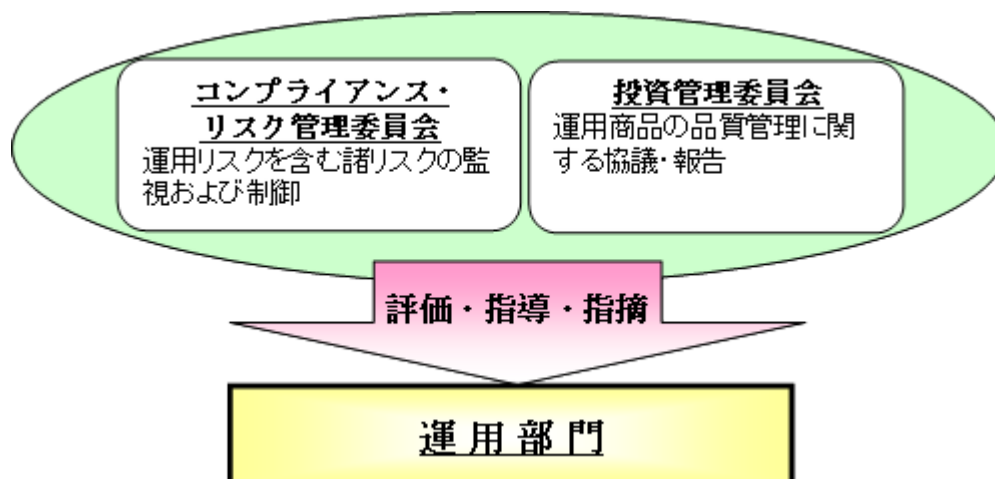 コンプライアンス・
リスク管理委員会
運用リスクを含む諸リスクの監
視および制御
投資管理委員会
運用商品の品質管理に関
する協議・報告
評価・指導・指摘
運用部門